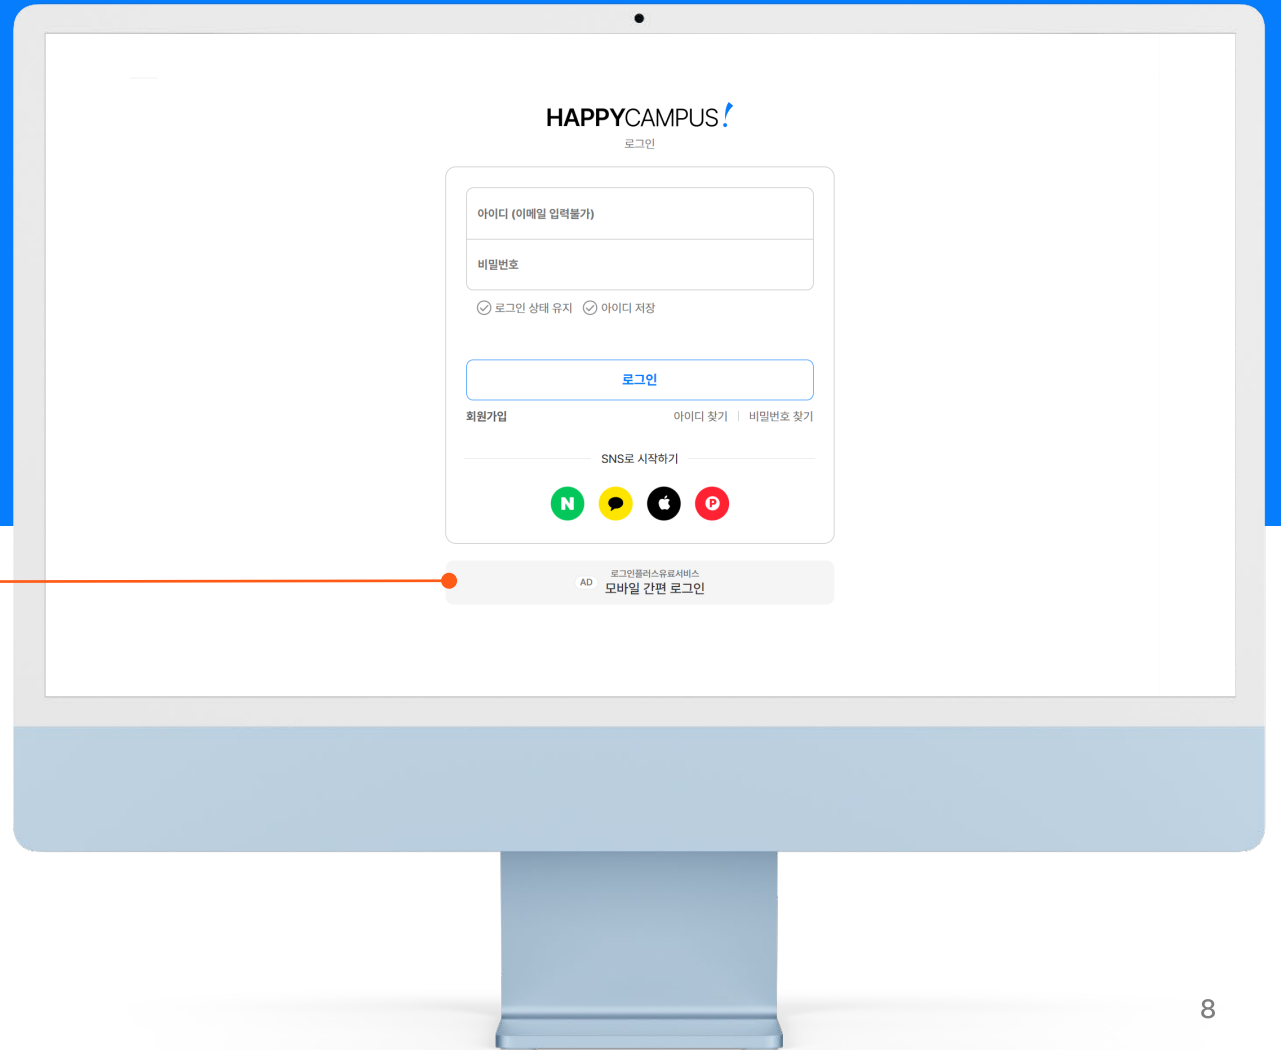 HAPPYCAMPUS!
로그인
아이디 (이메일 입력불가)
비밀번호
로그인 상태 유지 아이디 저장
로그인
회원가입 아이디 찾기 | 비밀번호 찾기
SNS로 시작하기
N P
로그인플러스유료서비스
AD 모바일 간편 로그인
8